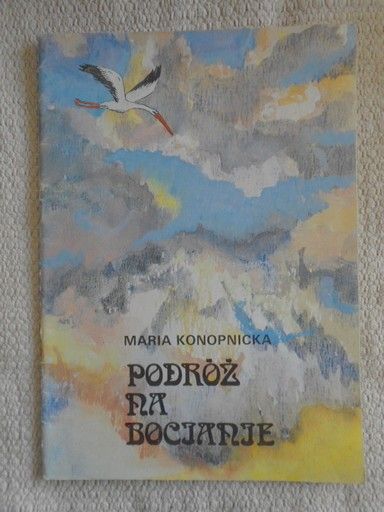 MARIA KONOPNICKA
PODRÓŻ
NA
BOCIANIE